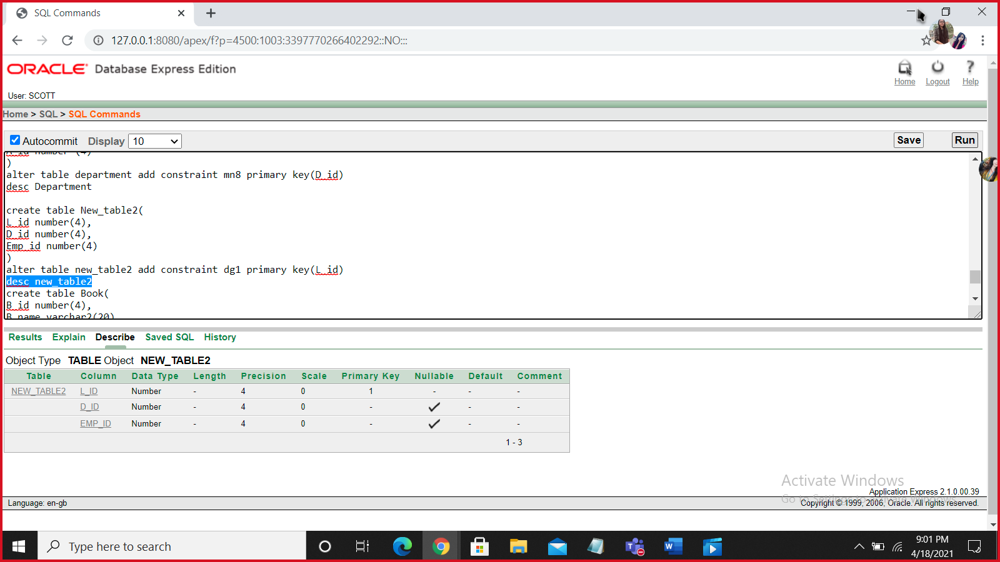 SQL Commands
127.0.0.1:8080/apex/f?p=4500:1003:3397770266402292::NO:::
ORACLE Database Express Edition
Home Logout Help
User: SCOTT
Home > SQL > SQL Commands
Autocommit Display 10 Save Run
A_id number (4)
)
alter table department add constraint mn8 primary key(D_id)
desc Department
create table New_table2(
L_id number(4),
D_id number(4),
Emp_id number(4)
)
alter table new_table2 add constraint dg1 primary key(L_id)
desc new_table2
create table Book(
B_id number(4),
B_name varchar2(20)
Results Explain Describe Saved SQL History
Object Type TABLE Object NEW_TABLE2
Table Column Data Type Length Precision Scale Primary Key Nullable Default Comment
NEW_TABLE2 L_ID Number - 4 0 1 - - -
D_ID Number - 4 0 - ✓ - -
EMP_ID Number - 4 0 - ✓ - -
1 - 3
Activate Windows
Application Express 2.1.0.00.39
Go to Settings to activate Windows.
Language: en-gb Copyright © 1999, 2006, Oracle. All rights reserved.
Type here to search
9:01 PM
4/18/2021